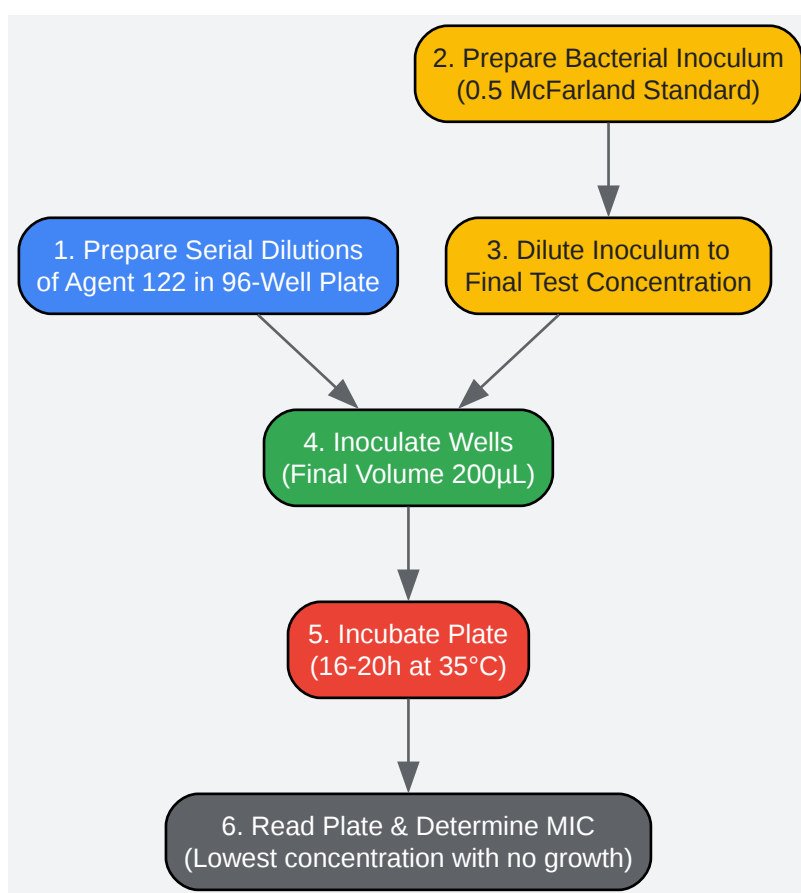 2. Prepare Bacterial Inoculum
(0.5 McFarland Standard)
1. Prepare Serial Dilutions
of Agent 122 in 96-Well Plate
3. Dilute Inoculum to
Final Test Concentration
4. Inoculate Wells
(Final Volume 200µL)
5. Incubate Plate
(16-20h at 35°C)
6. Read Plate & Determine MIC
(Lowest concentration with no growth)